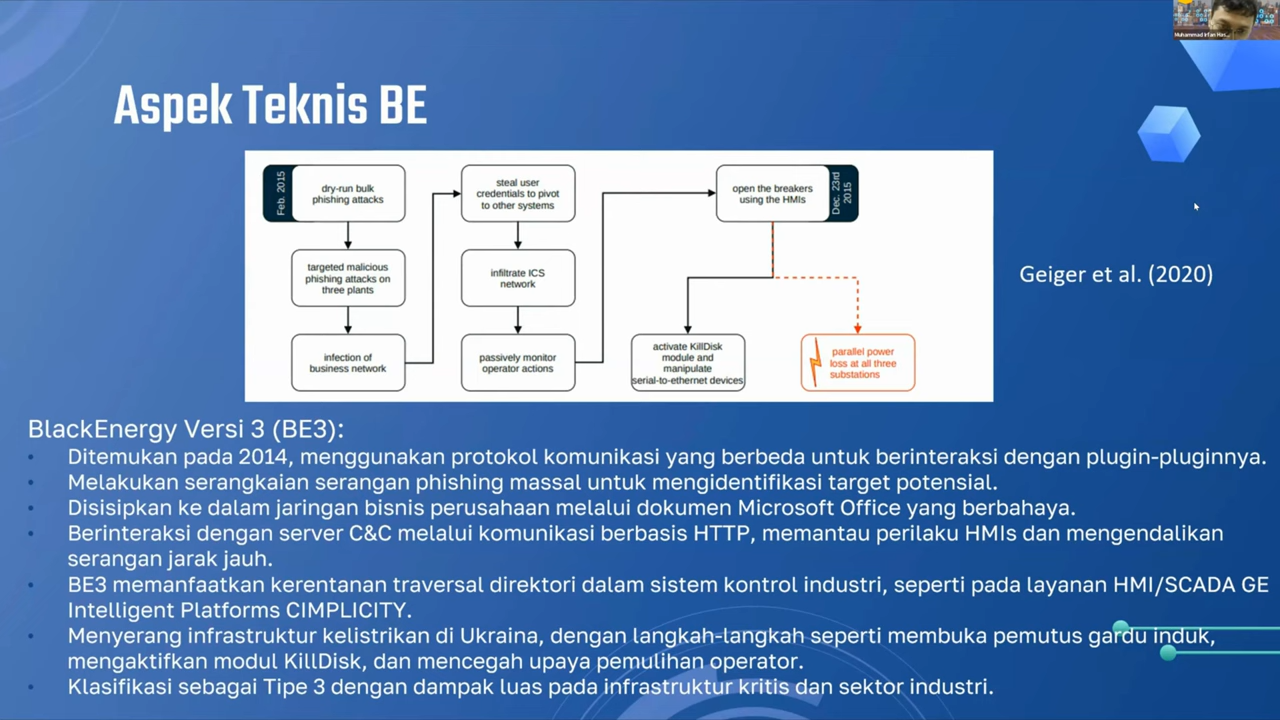 Muhammad Irfan
Aspek Teknis BE
Feb. 2015
dry-run bulk
phishing attacks
targeted malicious
phishing attacks on
three plants
infection of
business network
steal user
credentials to pivot
to other systems
infiltrate ICS
network
passively monitor
operator actions
open the breakers
using the HMIs
Dec. 23rd
2015
activate KillDisk
module and
manipulate
serial-to-ethernet devices
parallel power
loss at all three
substations
Geiger et al. (2020)
BlackEnergy Versi 3 (BE3):
• Ditemukan pada 2014, menggunakan protokol komunikasi yang berbeda untuk berinteraksi dengan plugin-pluginnya.
• Melakukan serangkaian serangan phishing massal untuk mengidentifikasi target potensial.
• Disisipkan ke dalam jaringan bisnis perusahaan melalui dokumen Microsoft Office yang berbahaya.
• Berinteraksi dengan server C&C melalui komunikasi berbasis HTTP, memantau perilaku HMIs dan mengendalikan
serangan jarak jauh.
• BE3 memanfaatkan kerentanan traversal direktori dalam sistem kontrol industri, seperti pada layanan HMI/SCADA GE
Intelligent Platforms CIMPLICITY.
• Menyerang infrastruktur kelistrikan di Ukraina, dengan langkah-langkah seperti membuka pemutus gardu induk,
mengaktifkan modul KillDisk, dan mencegah upaya pemulihan operator.
• Klasifikasi sebagai Tipe 3 dengan dampak luas pada infrastruktur kritis dan sektor industri.